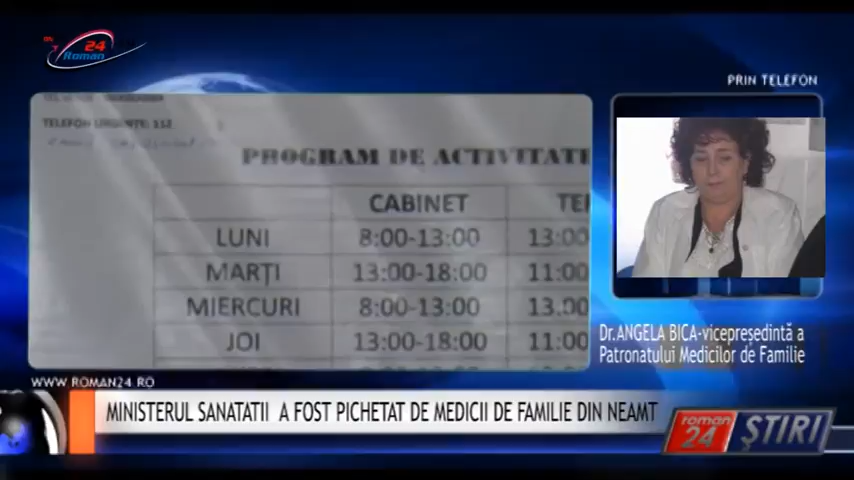 24
Roman
PRIN TELEFON
TELEFON URGENTE: 112
PROGRAM DE ACTIVITATE
CABINET TE
LUNI 8:00-13:00 13:00
MARȚI 13:00-18:00 11:00
MIERCURI 8:00-13:00 13.00
JOI 13:00-18:00 11:00
Dr.ANGELA BICA-vicepreședintă a
Patronatului Medicilor de Familie
WWW.ROMAN24.RO
MINISTERUL SANATATII A FOST PICHETAT DE MEDICII DE FAMILIE DIN NEAMT
roman
24 ȘTIRI